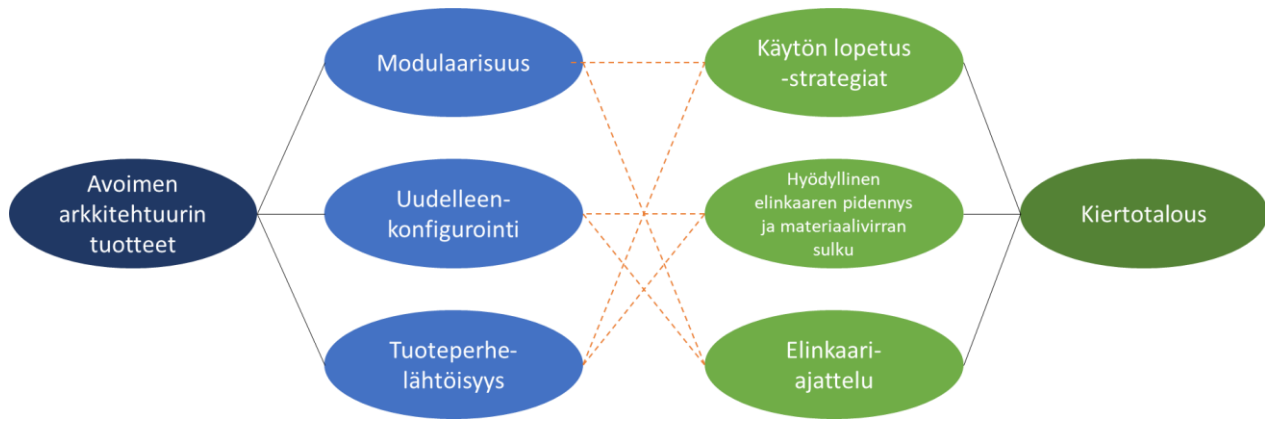 Modulaarisuus
Käytön lopetus
-strategiat
Avoimen
arkkitehtuurin
tuotteet
Uudelleen-
konfigurointi
Hyödyllinen
elinkaaren pidennys
ja materiaalivirran
sulku
Kiertotalous
Tuoteperhe-
lähtöisyys
Elinkaari-
ajattelu